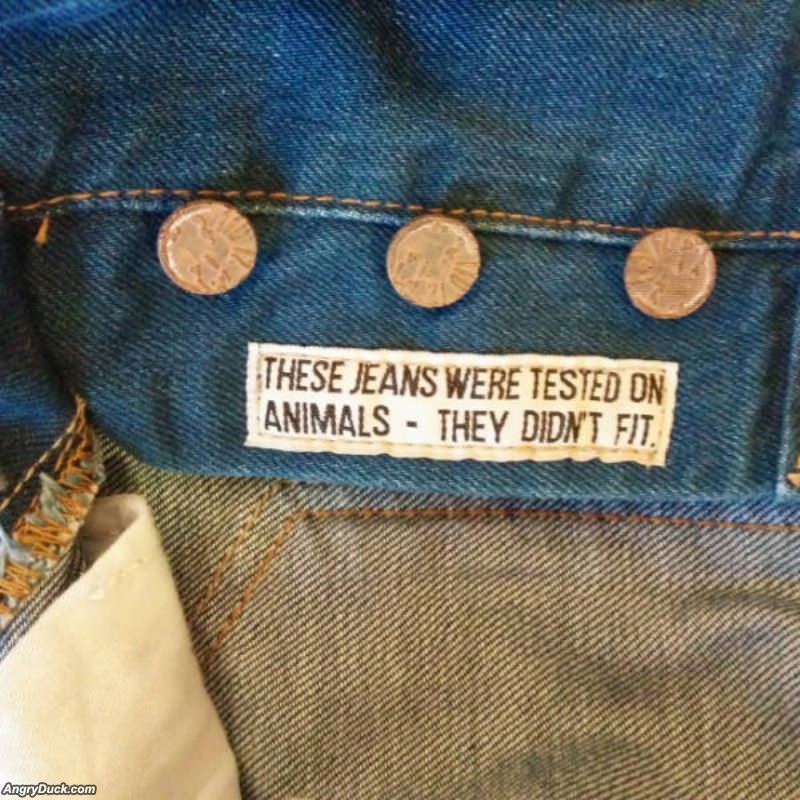 THESE JEANS WERE TESTED ON
ANIMALS - THEY DIDN'T FIT.
AngryDuck.com